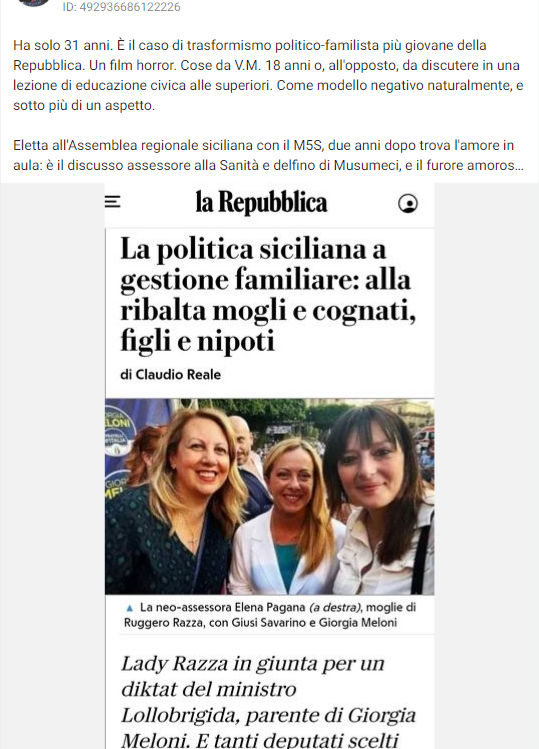 ID: 492936686122226
Ha solo 31 anni. È il caso di trasformismo politico-familista più giovane della
Repubblica. Un film horror. Cose da V.M. 18 anni o, all'opposto, da discutere in una
lezione di educazione civica alle superiori. Come modello negativo naturalmente, e
sotto più di un aspetto.
Eletta all'Assemblea regionale siciliana con il M5S, due anni dopo trova l'amore in
aula: è il discusso assessore alla Sanità e delfino di Musumeci, e il furore amoros...
la Repubblica
La politica siciliana a
gestione familiare: alla
ribalta mogli e cognati,
figli e nipoti
di Claudio Reale
▲ La neo-assessora Elena Pagana (a destra), moglie di
Ruggero Razza, con Giusi Savarino e Giorgia Meloni
Lady Razza in giunta per un
diktat del ministro
Lollobrigida, parente di Giorgia
Meloni. E tanti deputati scelti